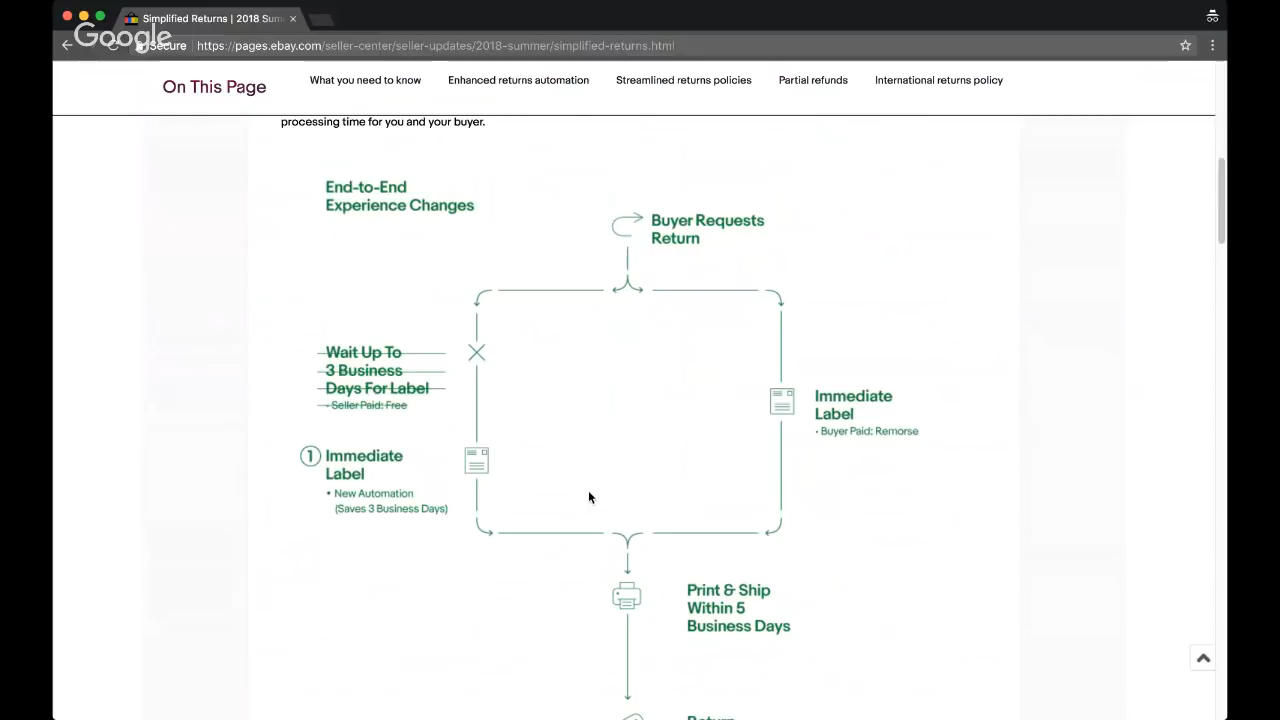 Simplified Returns | 2018 Sum
Google
Secure https://pages.ebay.com/seller-center/seller-updates/2018-summer/simplified-returns.html
On This Page
What you need to know
Enhanced returns automation
Streamlined returns policies
Partial refunds
International returns policy
processing time for you and your buyer.
End-to-End
Experience Changes
Buyer Requests
Return
Wait Up To
3 Business
Days For Label
- Seller Paid: Free
Immediate
Label
• Buyer Paid: Remorse
1 Immediate
Label
• New Automation
(Saves 3 Business Days)
Print & Ship
Within 5
Business Days
Return